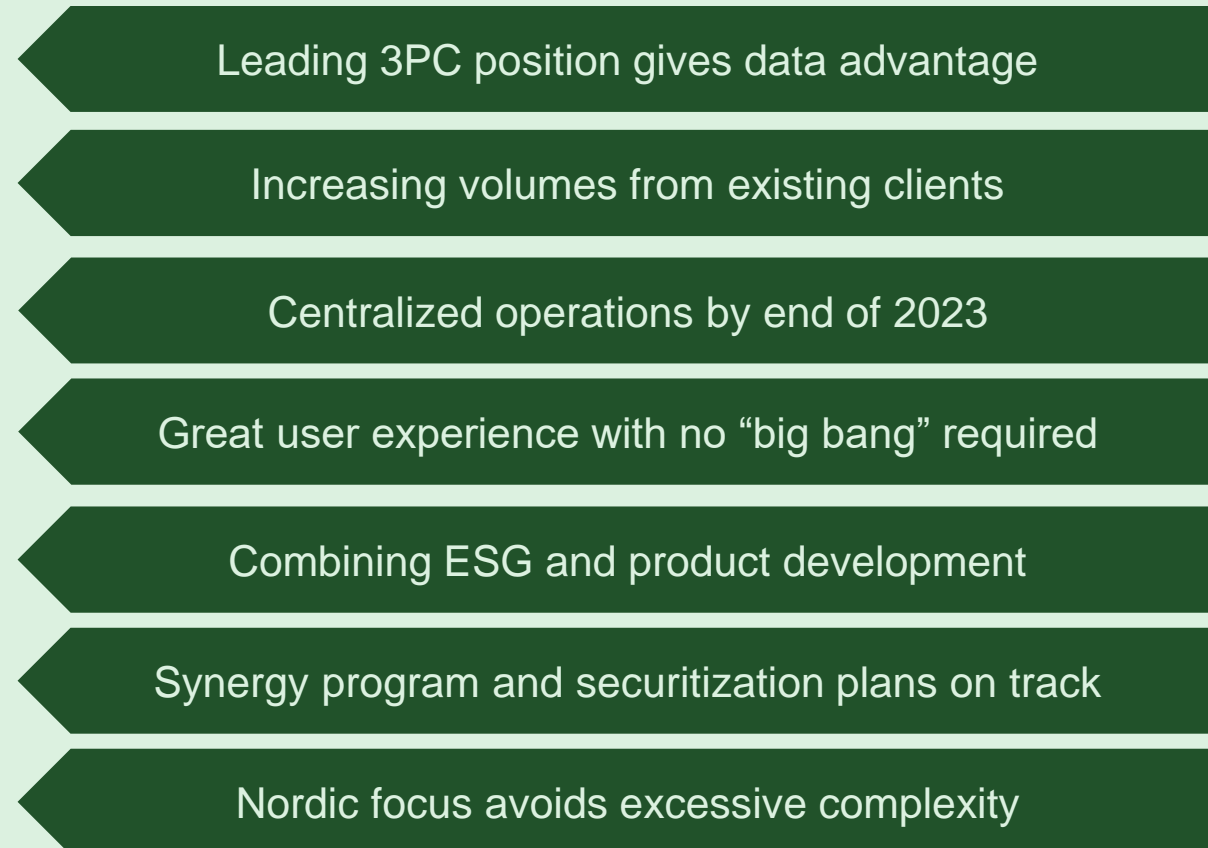 Leading 3PC position gives data advantage
Increasing volumes from existing clients
Centralized operations by end of 2023
Great user experience with no “big bang” required
Combining ESG and product development
Synergy program and securitization plans on track
Nordic focus avoids excessive complexity